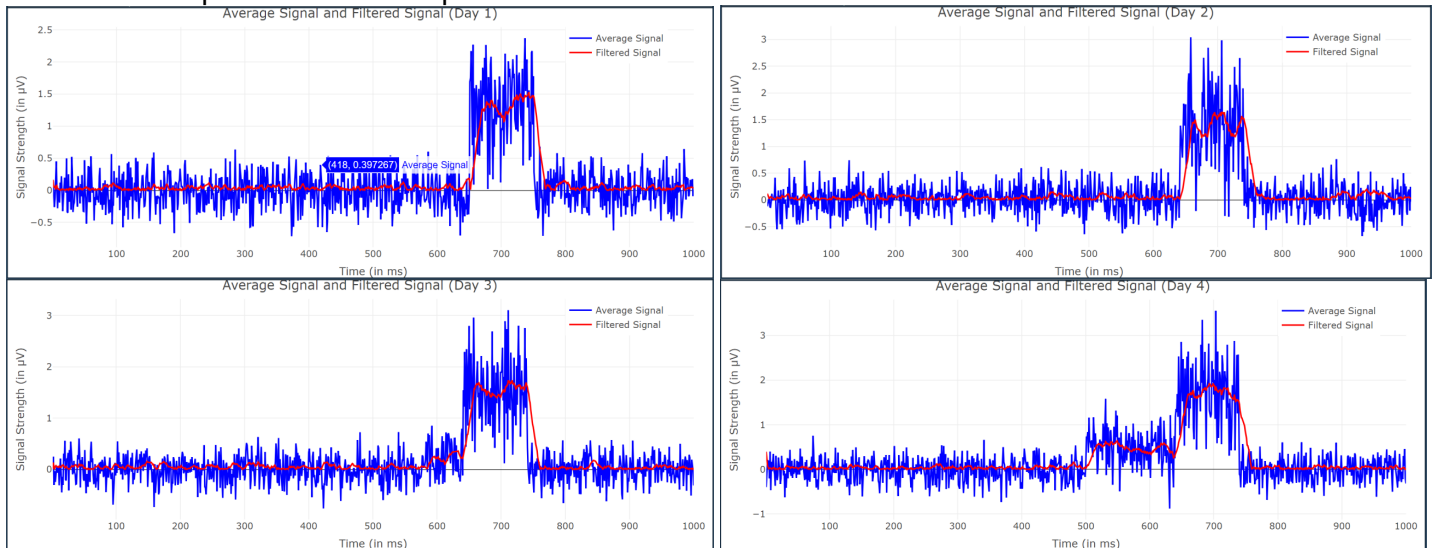 Average Signal and Filtered Signal (Day 1)
Average Signal
Filtered Signal
Signal Strength (in µV)
2.5
2
1.5
1
0.5
0
−0.5
(418, 0.397267) Average Signal
100 200 300 400 500 600 700 800 900 1000
Time (in ms)
Average Signal and Filtered Signal (Day 2)
Average Signal
Filtered Signal
Signal Strength (in µV)
3
2.5
2
1.5
1
0.5
0
−0.5
100 200 300 400 500 600 700 800 900 1000
Time (in ms)
Average Signal and Filtered Signal (Day 3)
Average Signal
Filtered Signal
Signal Strength (in µV)
3
2
1
0
100 200 300 400 500 600 700 800 900 1000
Time (in ms)
Average Signal and Filtered Signal (Day 4)
Average Signal
Filtered Signal
Signal Strength (in µV)
3
2
1
0
−1
100 200 300 400 500 600 700 800 900 1000
Time (in ms)